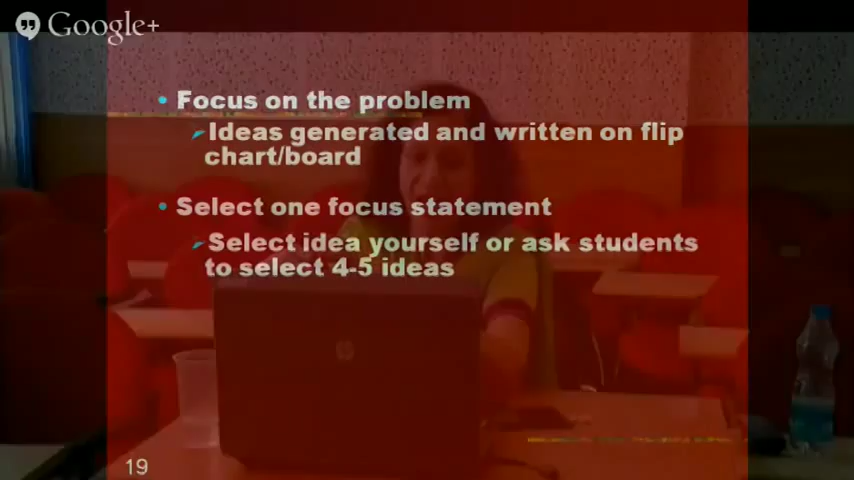 Google+
• Focus on the problem
Ideas generated and written on flip
chart/board
• Select one focus statement
Select idea yourself or ask students
to select 4-5 ideas
hp
19